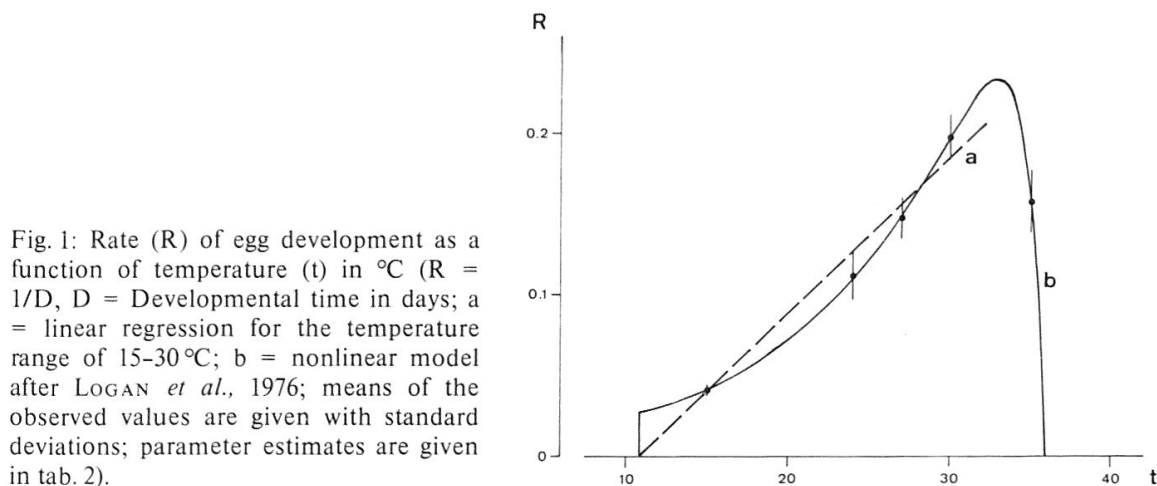 Fig. 1: Rate (R) of egg development as a
function of temperature (t) in °C (R =
1/D, D = Developmental time in days; a
= linear regression for the temperature
range of 15–30 °C; b = nonlinear model
after LOGAN et al., 1976; means of the
observed values are given with standard
deviations; parameter estimates are given
in tab. 2).
R
0.2
a
0.1
b
0
10 20 30 40 t